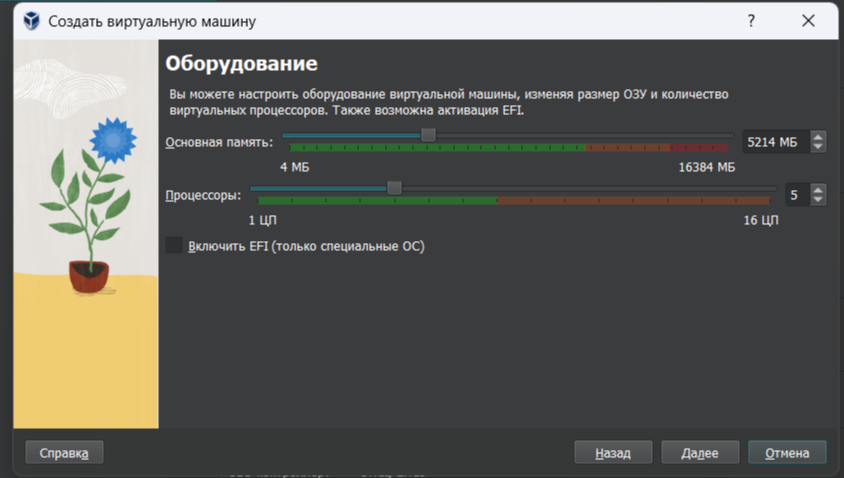 Создать виртуальную машину
?
Оборудование
Вы можете настроить оборудование виртуальной машины, изменяя размер ОЗУ и количество
виртуальных процессоров. Также возможна активация EFI.
Основная память:
5214 МБ
4 МБ
16384 МБ
Процессоры:
5
1 ЦП
16 ЦП
Включить EFI (только специальные ОС)
Справка
Назад
Далее
Отмена